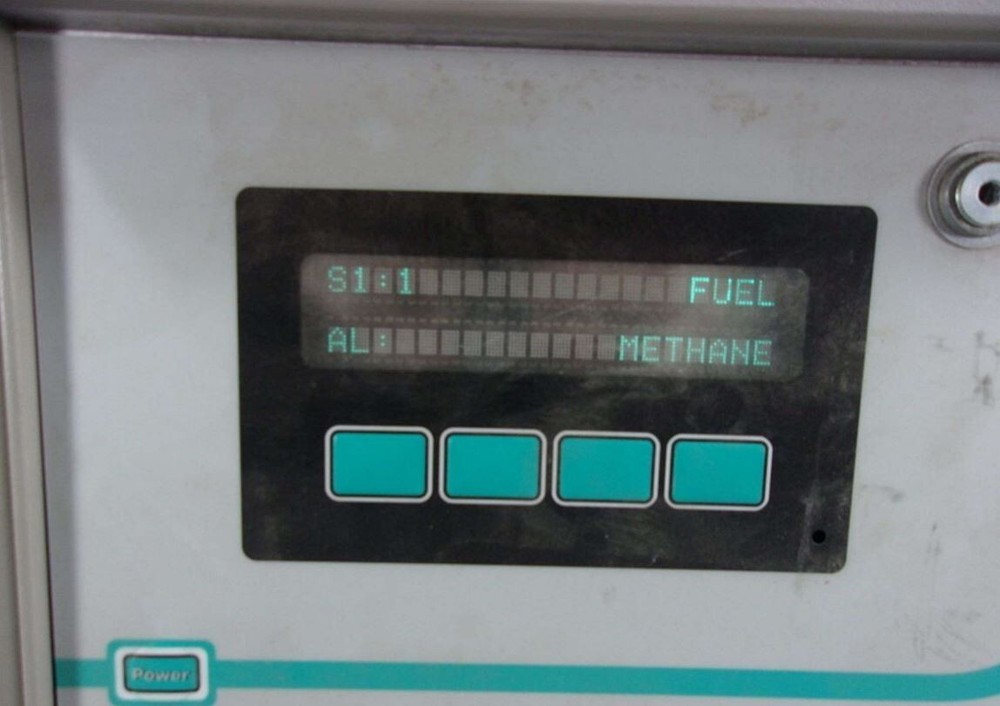 S1:1 FUEL
AL: METHANE
Power